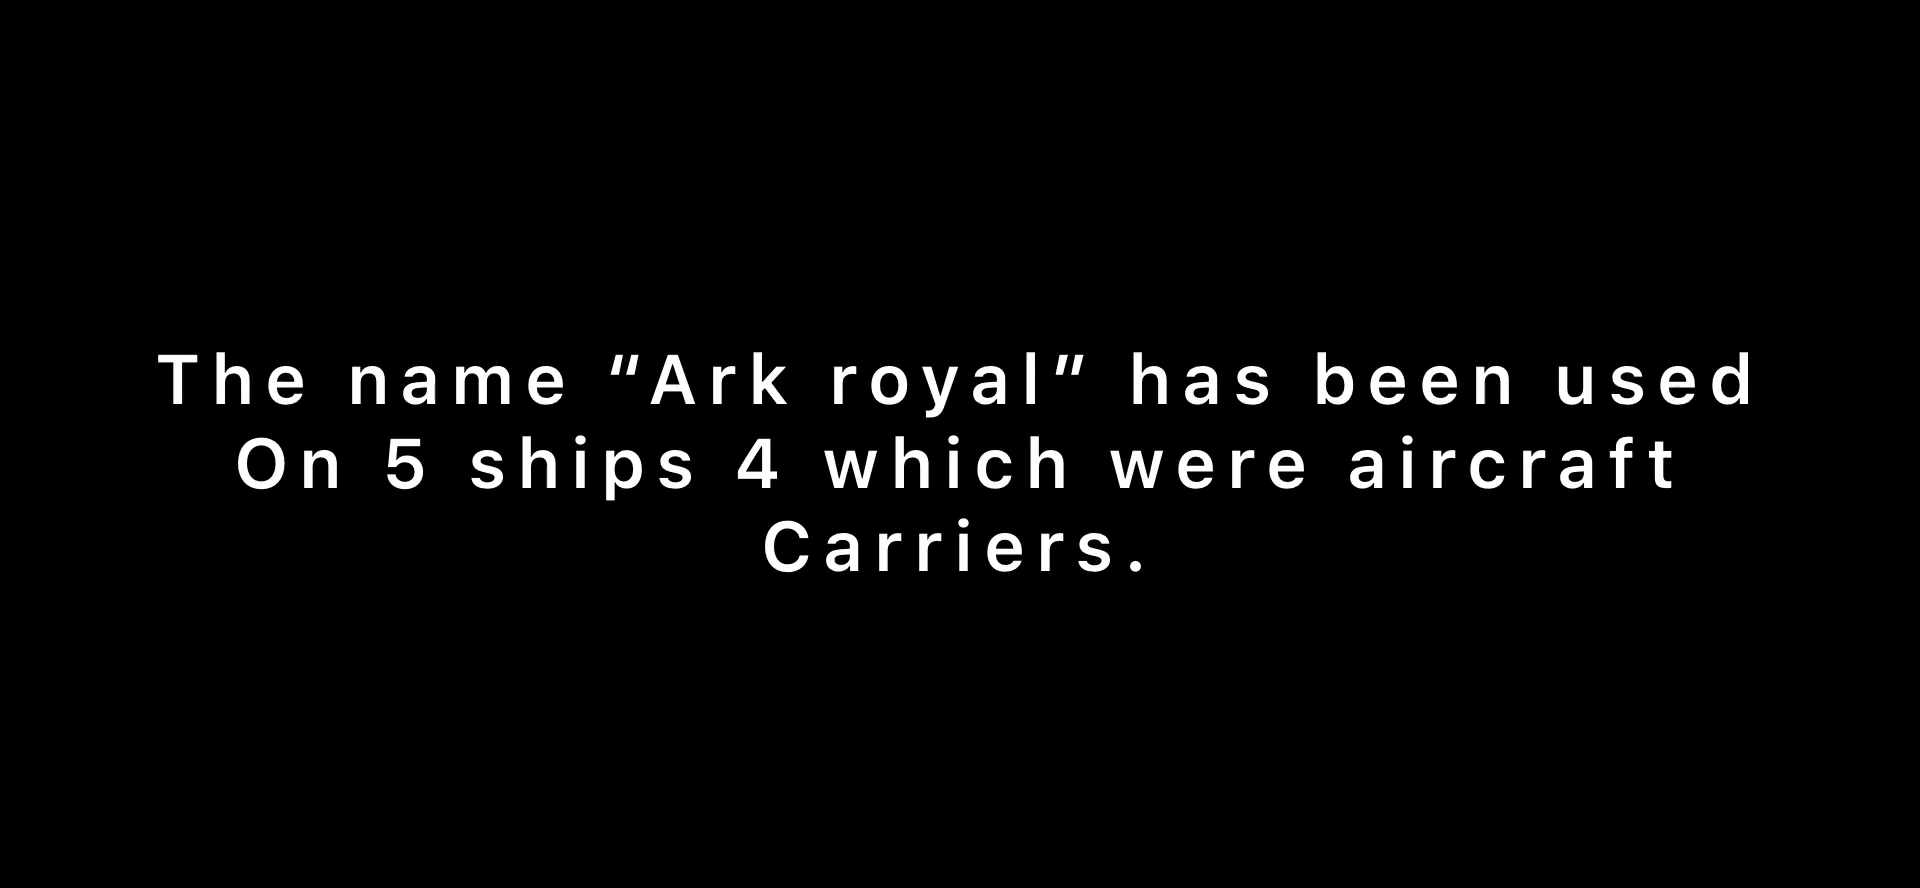 The name “Ark royal” has been used
On 5 ships 4 which were aircraft
Carriers.